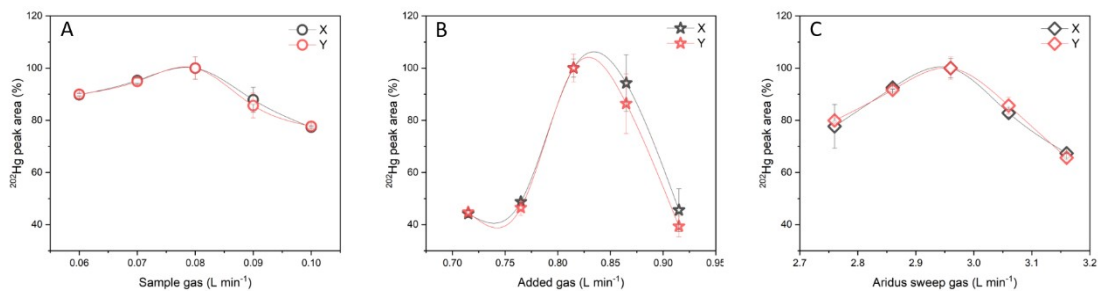 A
X
Y
120
100
80
60
40
²⁰²Hg peak area (%)
0.06 0.07 0.08 0.09 0.10
Sample gas (L min⁻¹)
B
X
Y
120
100
80
60
40
²⁰²Hg peak area (%)
0.70 0.75 0.80 0.85 0.90 0.95
Added gas (L min⁻¹)
C
X
Y
120
100
80
60
40
²⁰²Hg peak area (%)
2.7 2.8 2.9 3.0 3.1 3.2
Aridus sweep gas (L min⁻¹)